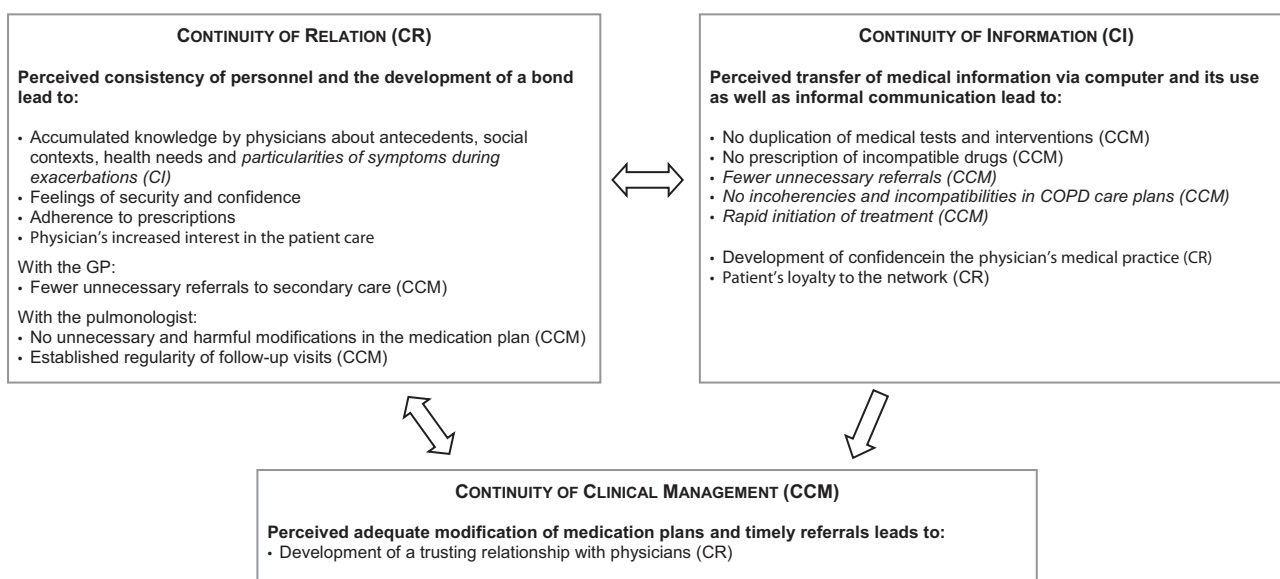 CONTINUITY OF RELATION (CR)
Perceived consistency of personnel and the development of a bond
lead to:
• Accumulated knowledge by physicians about antecedents, social
contexts, health needs and particularities of symptoms during
exacerbations (CI)
• Feelings of security and confidence
• Adherence to prescriptions
• Physician's increased interest in the patient care
With the GP:
• Fewer unnecessary referrals to secondary care (CCM)
With the pulmonologist:
• No unnecessary and harmful modifications in the medication plan (CCM)
• Established regularity of follow-up visits (CCM)
CONTINUITY OF INFORMATION (CI)
Perceived transfer of medical information via computer and its use
as well as informal communication lead to:
• No duplication of medical tests and interventions (CCM)
• No prescription of incompatible drugs (CCM)
• Fewer unnecessary referrals (CCM)
• No incoherencies and incompatibilities in COPD care plans (CCM)
• Rapid initiation of treatment (CCM)
• Development of confidencein the physician's medical practice (CR)
• Patient's loyalty to the network (CR)
CONTINUITY OF CLINICAL MANAGEMENT (CCM)
Perceived adequate modification of medication plans and timely referrals leads to:
• Development of a trusting relationship with physicians (CR)